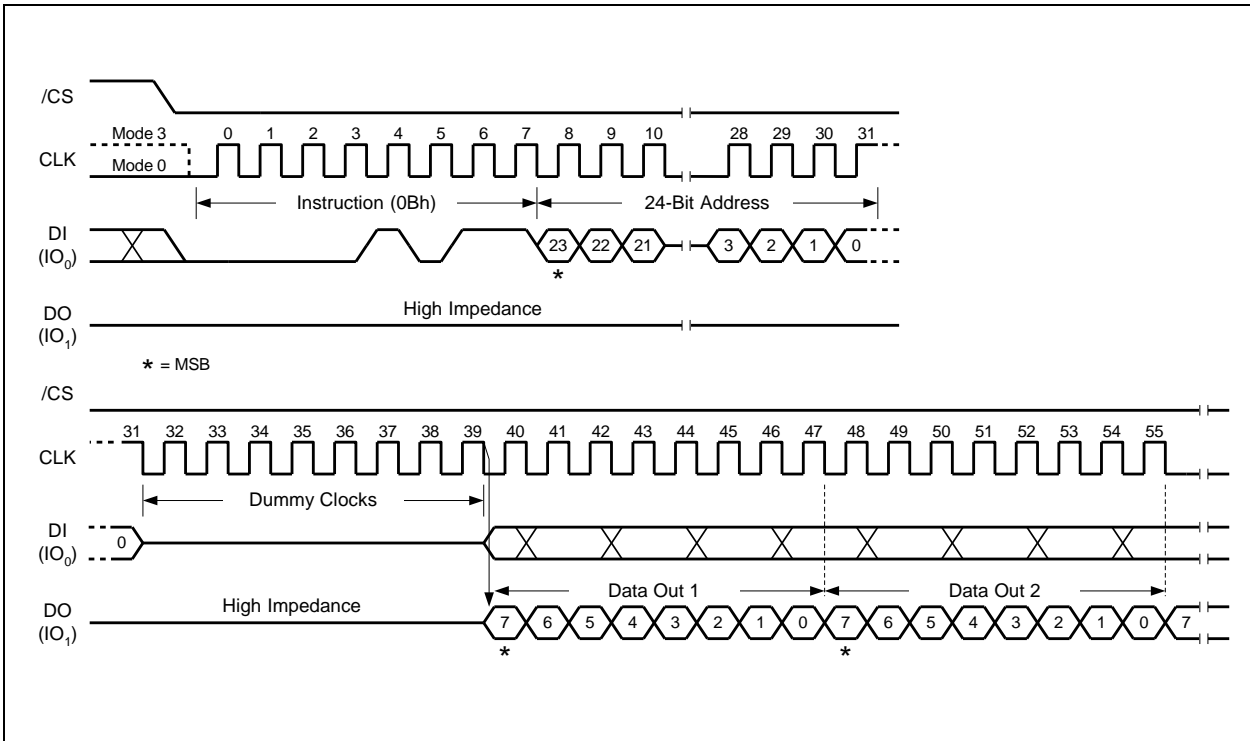 /CS
Mode 3 0 1 2 3 4 5 6 7 8 9 10 28 29 30 31
CLK Mode 0
Instruction (0Bh) 24-Bit Address
DI
(IO0) 23 22 21 3 2 1 0
*
High Impedance
DO
(IO1)
* = MSB
/CS
31 32 33 34 35 36 37 38 39 40 41 42 43 44 45 46 47 48 49 50 51 52 53 54 55
CLK
Dummy Clocks
DI
(IO0) 0
Data Out 1 Data Out 2
High Impedance
DO
(IO1) 7 6 5 4 3 2 1 0 7 6 5 4 3 2 1 0 7
* *